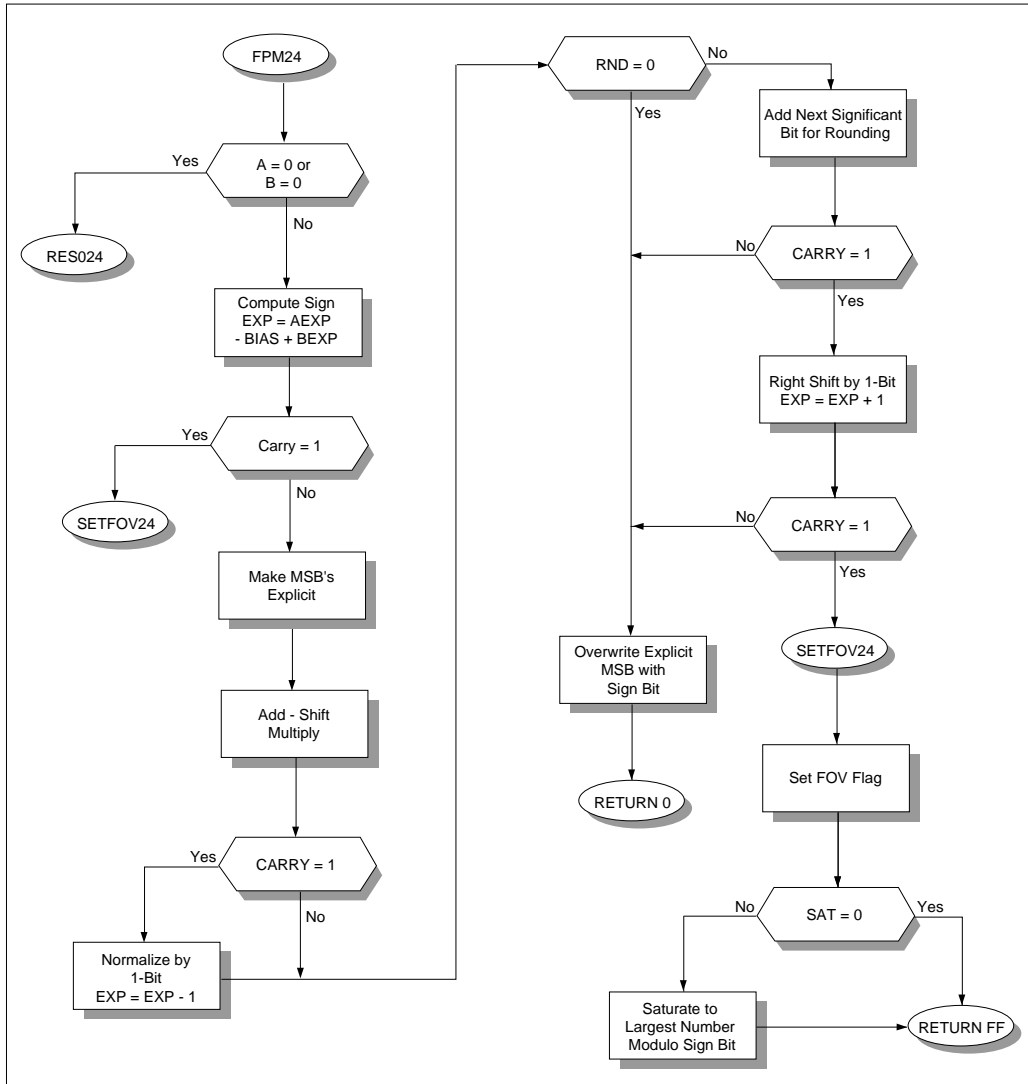 FPM24
Yes
A = 0 or
B = 0
No
RES024
Compute Sign
EXP = AEXP
- BIAS + BEXP
Yes
Carry = 1
No
SETFOV24
Make MSB's
Explicit
Add - Shift
Multiply
Yes
CARRY = 1
No
Normalize by
1-Bit
EXP = EXP - 1
RND = 0
No
Yes
Add Next Significant
Bit for Rounding
No
CARRY = 1
Yes
Right Shift by 1-Bit
EXP = EXP + 1
No
CARRY = 1
Yes
Overwrite Explicit
MSB with
Sign Bit
RETURN 0
SETFOV24
Set FOV Flag
No
SAT = 0
Yes
Saturate to
Largest Number
Modulo Sign Bit
RETURN FF